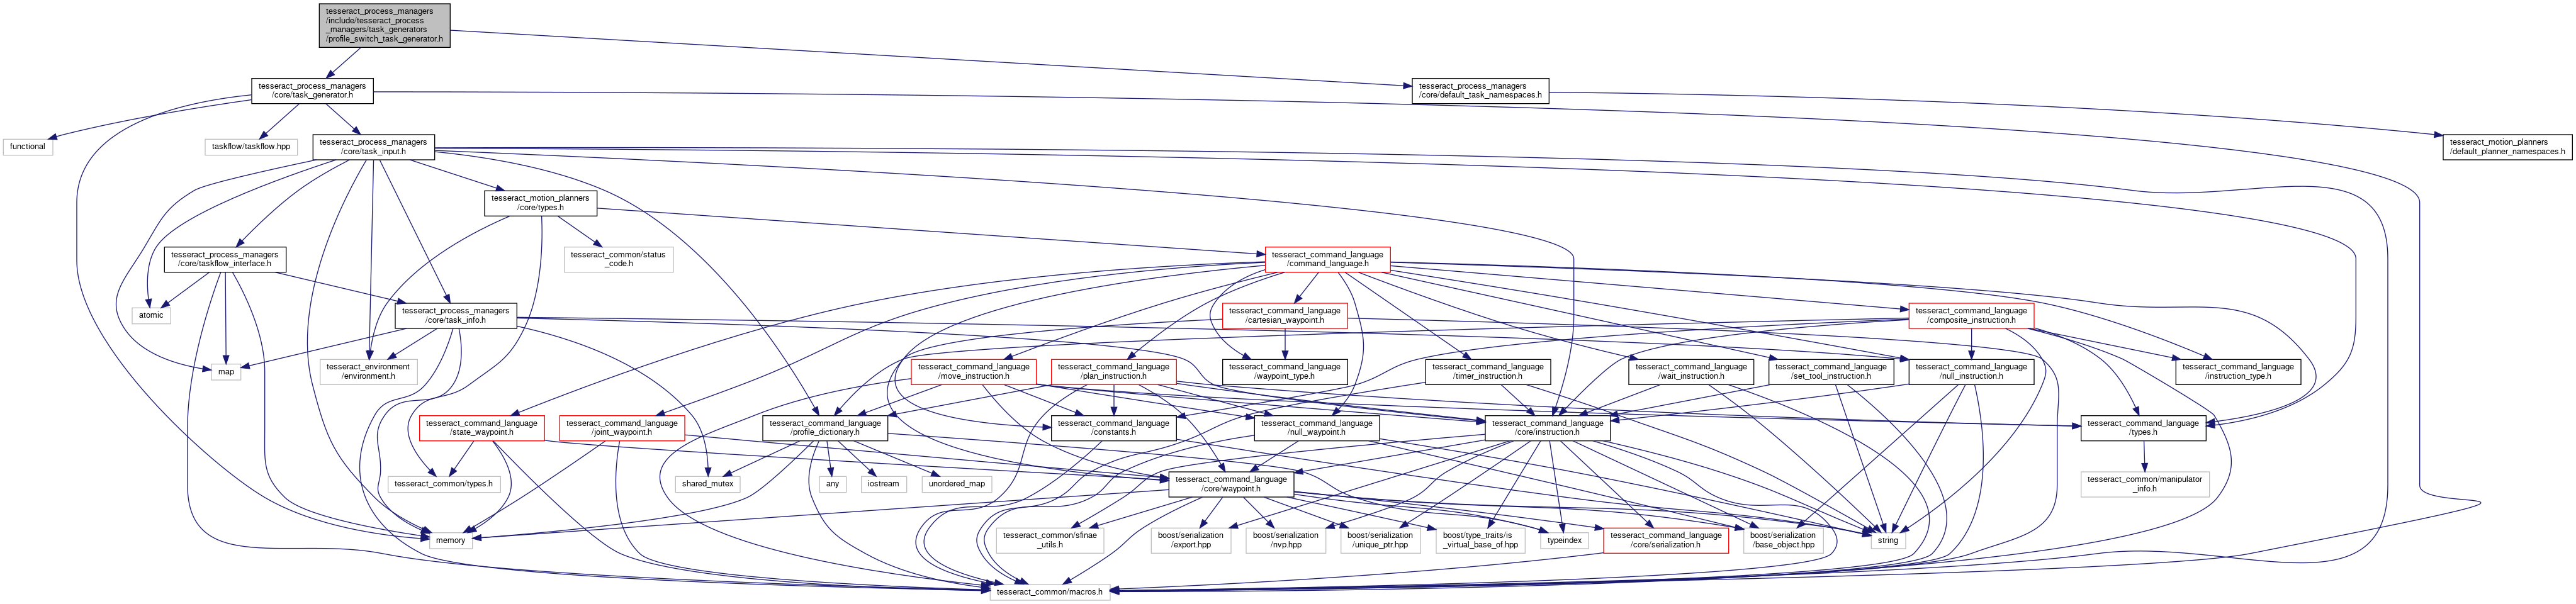 tesseract_process_managers
/include/tesseract_process
_managers/task_generators
/profile_switch_task_generator.h
tesseract_process_managers
/core/task_generator.h
tesseract_process_managers
/core/default_task_namespaces.h
functional
taskflow/taskflow.hpp
tesseract_process_managers
/core/task_input.h
tesseract_motion_planners
/default_planner_namespaces.h
tesseract_motion_planners
/core/types.h
tesseract_process_managers
/core/taskflow_interface.h
tesseract_common/status
_code.h
tesseract_command_language
/command_language.h
atomic
tesseract_process_managers
/core/task_info.h
tesseract_command_language
/cartesian_waypoint.h
tesseract_command_language
/composite_instruction.h
map
tesseract_environment
/environment.h
tesseract_command_language
/move_instruction.h
tesseract_command_language
/plan_instruction.h
tesseract_command_language
/waypoint_type.h
tesseract_command_language
/timer_instruction.h
tesseract_command_language
/wait_instruction.h
tesseract_command_language
/set_tool_instruction.h
tesseract_command_language
/null_instruction.h
tesseract_command_language
/instruction_type.h
tesseract_command_language
/state_waypoint.h
tesseract_command_language
/joint_waypoint.h
tesseract_command_language
/profile_dictionary.h
tesseract_command_language
/constants.h
tesseract_command_language
/null_waypoint.h
tesseract_command_language
/core/instruction.h
tesseract_command_language
/types.h
tesseract_common/types.h
shared_mutex
any
iostream
unordered_map
tesseract_command_language
/core/waypoint.h
tesseract_common/manipulator
_info.h
memory
tesseract_common/sfinae
_utils.h
boost/serialization
/export.hpp
boost/serialization
/nvp.hpp
boost/serialization
/unique_ptr.hpp
boost/type_traits/is
_virtual_base_of.hpp
typeindex
tesseract_command_language
/core/serialization.h
boost/serialization
/base_object.hpp
string
tesseract_common/macros.h